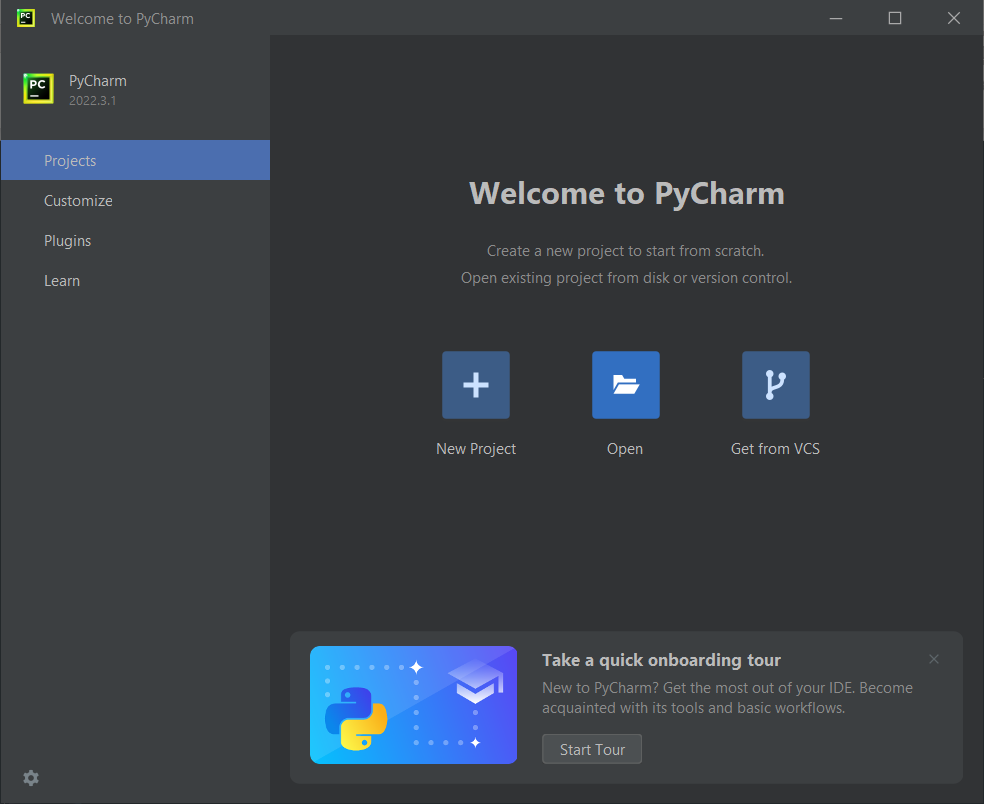 Welcome to PyCharm
PC
PyCharm
2022.3.1
Projects
Customize
Plugins
Learn
Welcome to PyCharm
Create a new project to start from scratch.
Open existing project from disk or version control.
New Project
Open
Get from VCS
Take a quick onboarding tour
New to PyCharm? Get the most out of your IDE. Become
acquainted with its tools and basic workflows.
Start Tour